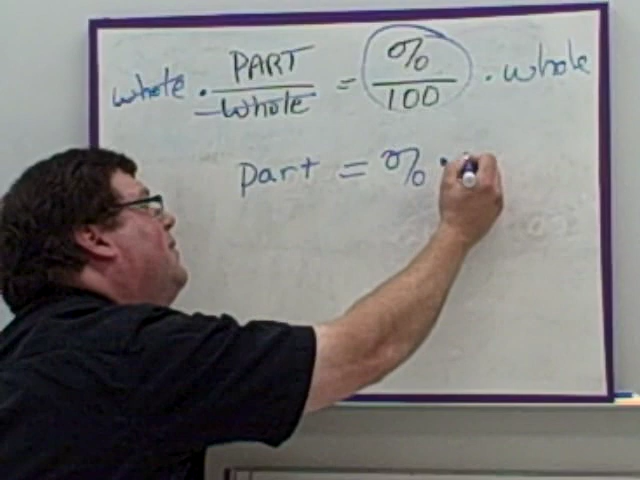 whole · PART/whole = %/100 · whole
part = % ·